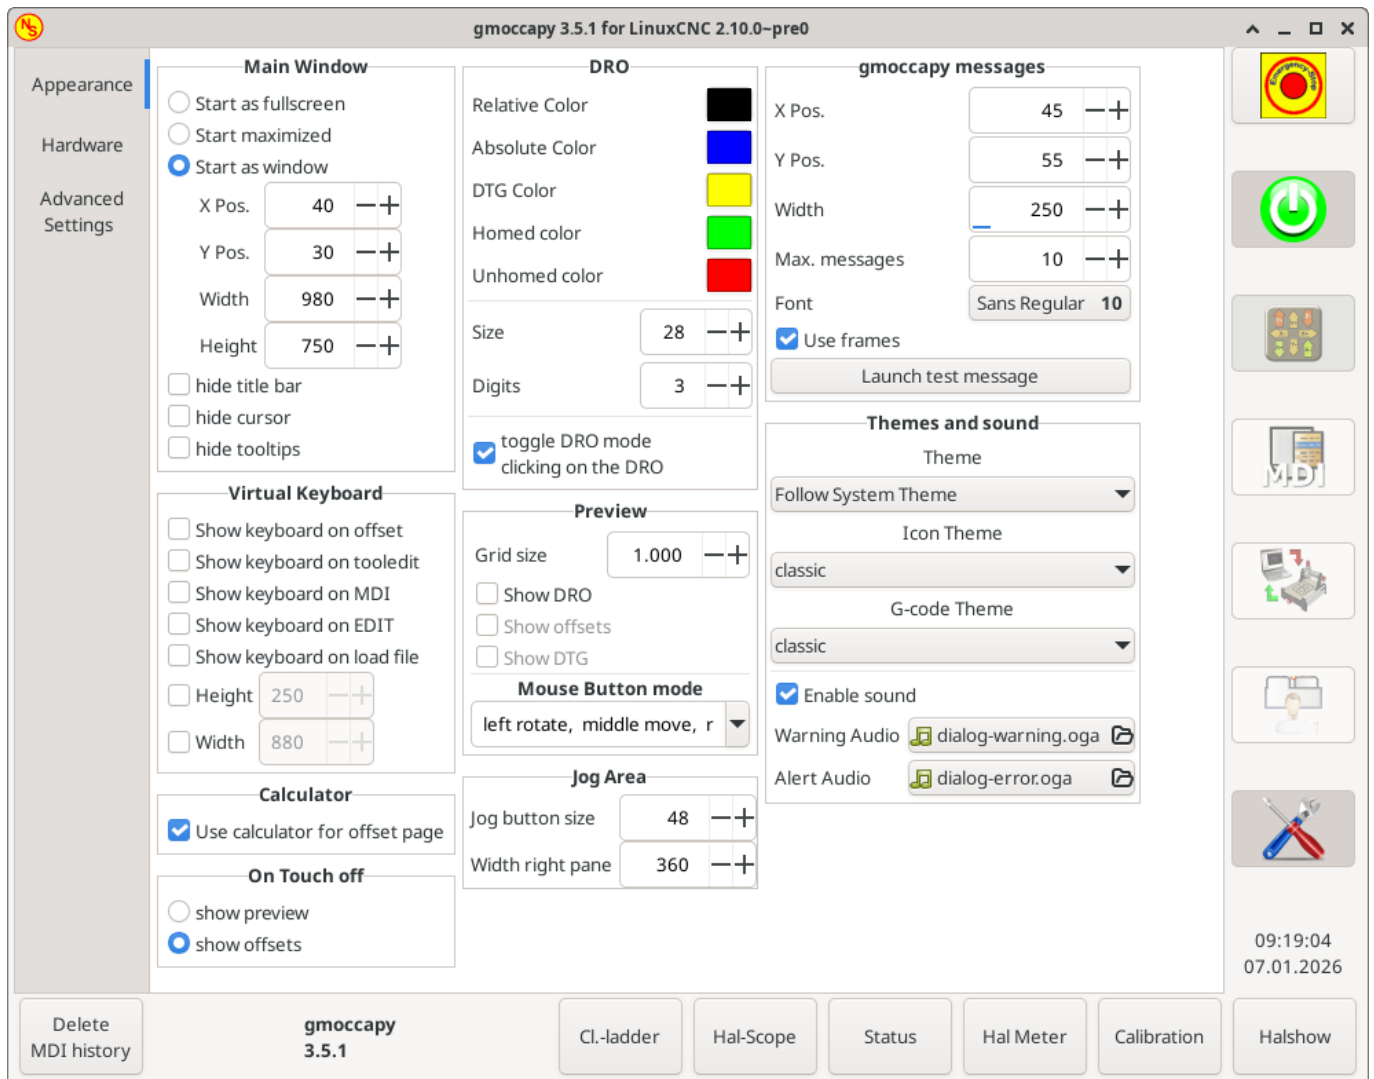 gmoccapy 3.5.1 for LinuxCNC 2.10.0~pre0
Appearance
Hardware
Advanced
Settings
Main Window
Start as fullscreen
Start maximized
Start as window
X Pos. 40
Y Pos. 30
Width 980
Height 750
hide title bar
hide cursor
hide tooltips
Virtual Keyboard
Show keyboard on offset
Show keyboard on tooledit
Show keyboard on MDI
Show keyboard on EDIT
Show keyboard on load file
Height 250
Width 880
Calculator
Use calculator for offset page
On Touch off
show preview
show offsets
DRO
Relative Color
Absolute Color
DTG Color
Homed color
Unhomed color
Size 28
Digits 3
toggle DRO mode
clicking on the DRO
Preview
Grid size 1.000
Show DRO
Show offsets
Show DTG
Mouse Button mode
left rotate, middle move, r
Jog Area
Jog button size 48
Width right pane 360
gmoccapy messages
X Pos. 45
Y Pos. 55
Width 250
Max. messages 10
Font Sans Regular 10
Use frames
Launch test message
Themes and sound
Theme
Follow System Theme
Icon Theme
classic
G-code Theme
classic
Enable sound
Warning Audio dialog-warning.oga
Alert Audio dialog-error.oga
Emergency-Stop
MDI
09:19:04
07.01.2026
Delete
MDI history
gmoccapy
3.5.1
Cl.-ladder
Hal-Scope
Status
Hal Meter
Calibration
Halshow